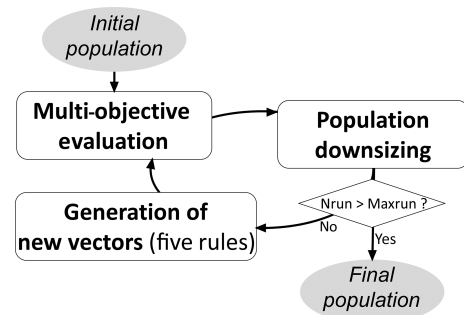 Initial
population
Multi-objective
evaluation
Population
downsizing
Nrun > Maxrun ?
No
Yes
Generation of
new vectors (five rules)
Final
population